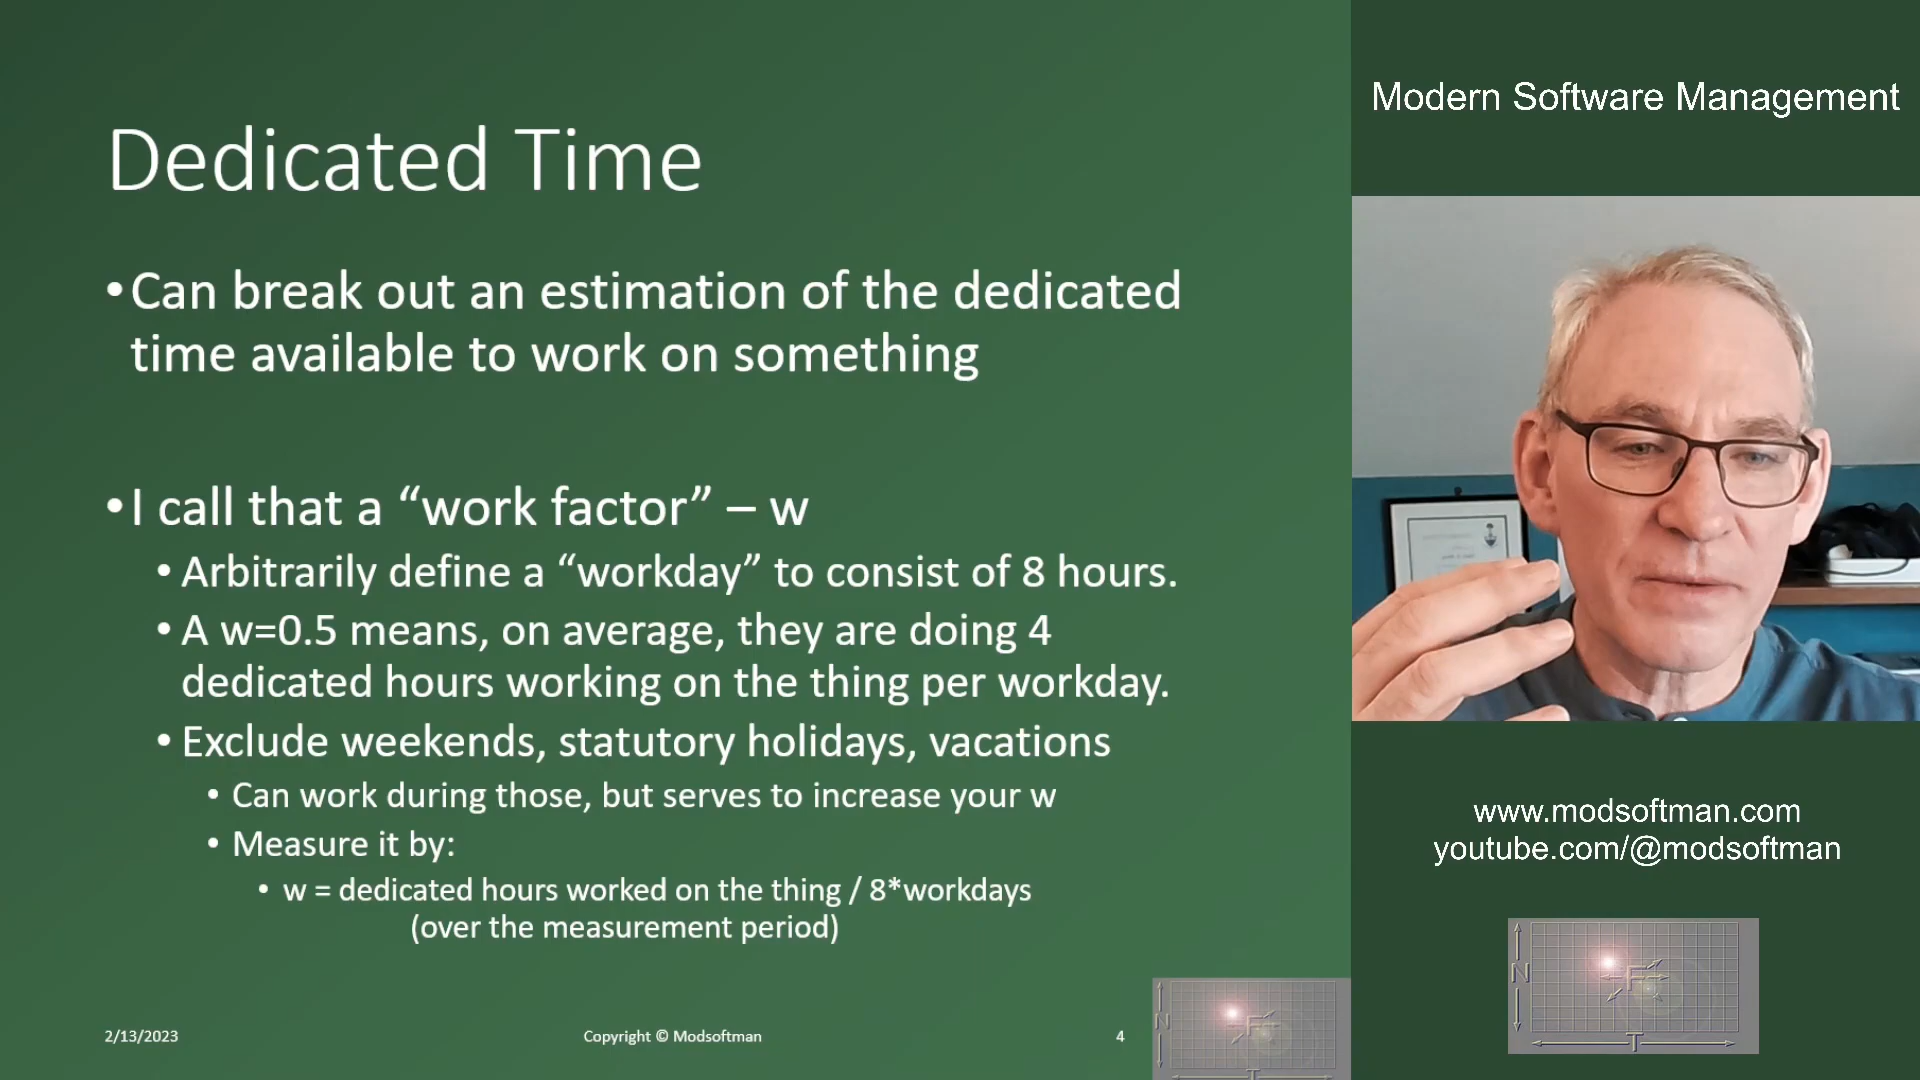 Dedicated Time
•Can break out an estimation of the dedicated
time available to work on something
•I call that a “work factor” – w
• Arbitrarily define a “workday” to consist of 8 hours.
• A w=0.5 means, on average, they are doing 4
dedicated hours working on the thing per workday.
• Exclude weekends, statutory holidays, vacations
• Can work during those, but serves to increase your w
• Measure it by:
• w = dedicated hours worked on the thing / 8*workdays
(over the measurement period)
2/13/2023
Copyright © Modsoftman
4
N
F
T
Modern Software Management
www.modsoftman.com
youtube.com/@modsoftman
N
F
T